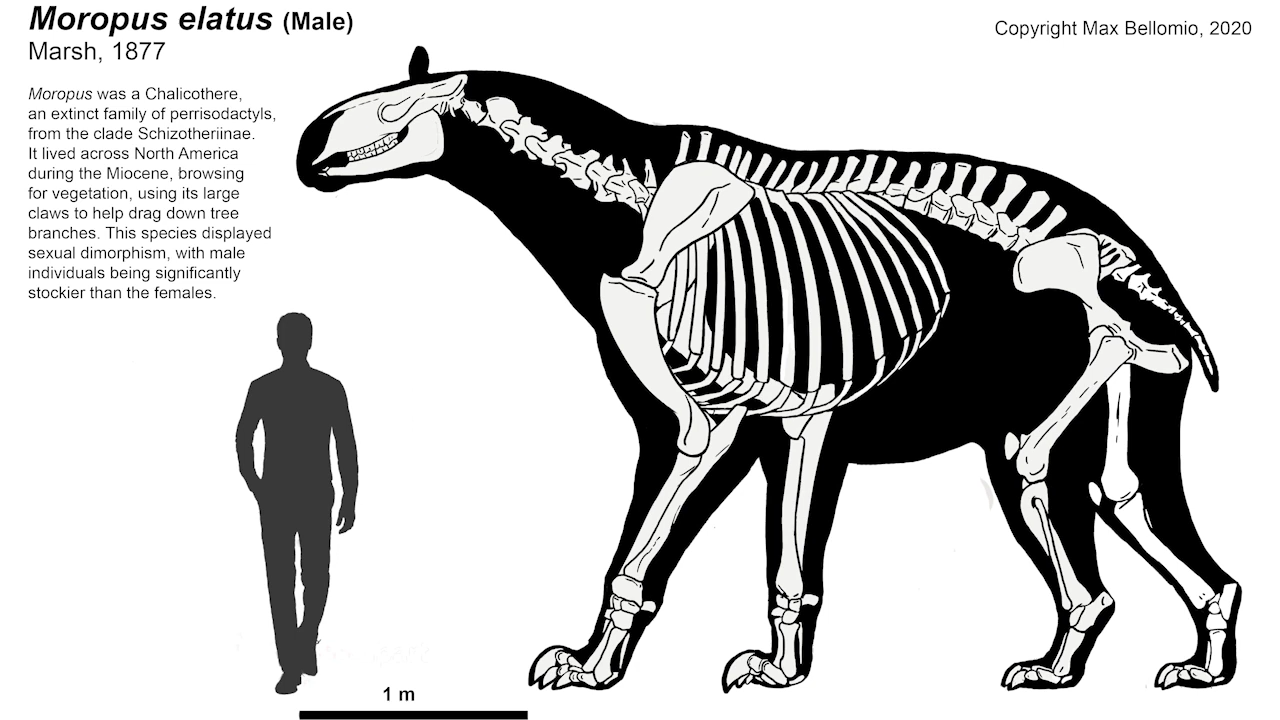 Moropus elatus (Male)
Marsh, 1877
Copyright Max Bellomio, 2020
Moropus was a Chalicothere,
an extinct family of perrisodactyls,
from the clade Schizotheriinae.
It lived across North America
during the Miocene, browsing
for vegetation, using its large
claws to help drag down tree
branches. This species displayed
sexual dimorphism, with male
individuals being significantly
stockier than the females.
1 m